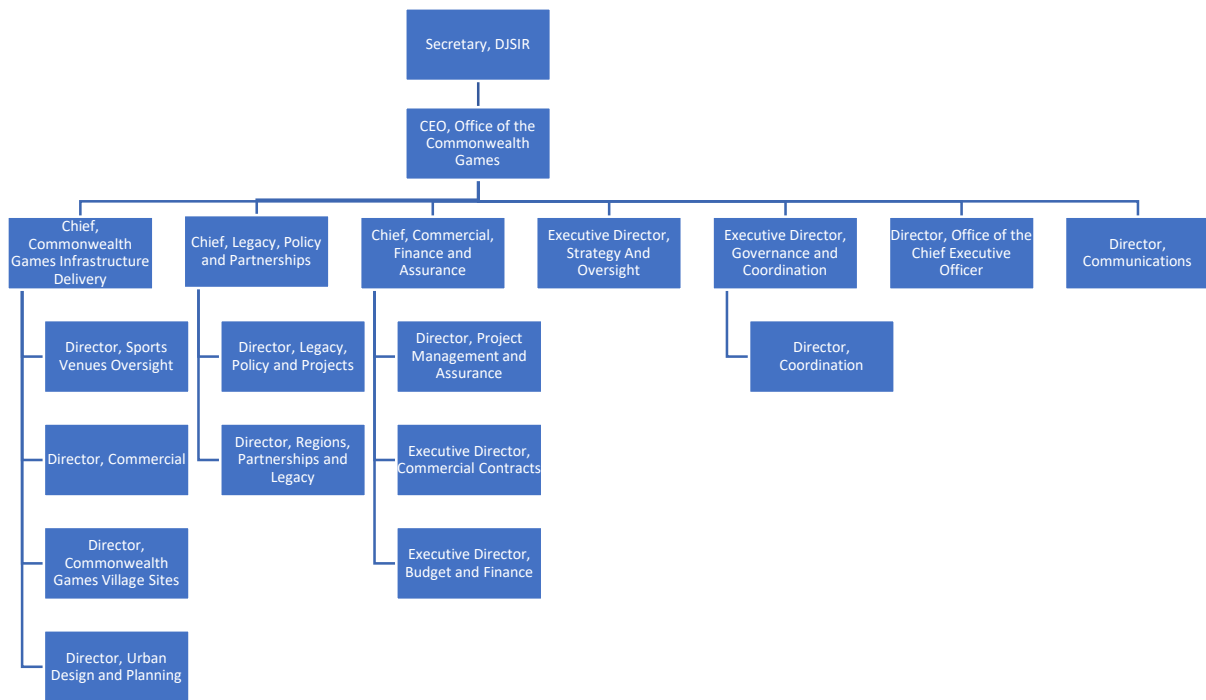 Secretary, DJSIR
CEO, Office of the
Commonwealth
Games
Chief,
Commonwealth
Games Infrastructure
Delivery
Chief, Legacy, Policy
and Partnerships
Chief, Commercial,
Finance and
Assurance
Executive Director,
Strategy And
Oversight
Executive Director,
Governance and
Coordination
Director, Office of the
Chief Executive
Officer
Director,
Communications
Director, Sports
Venues Oversight
Director, Legacy,
Policy and Projects
Director, Project
Management and
Assurance
Director,
Coordination
Director, Commercial
Director, Regions,
Partnerships and
Legacy
Executive Director,
Commercial Contracts
Director,
Commonwealth
Games Village Sites
Executive Director,
Budget and Finance
Director, Urban
Design and Planning